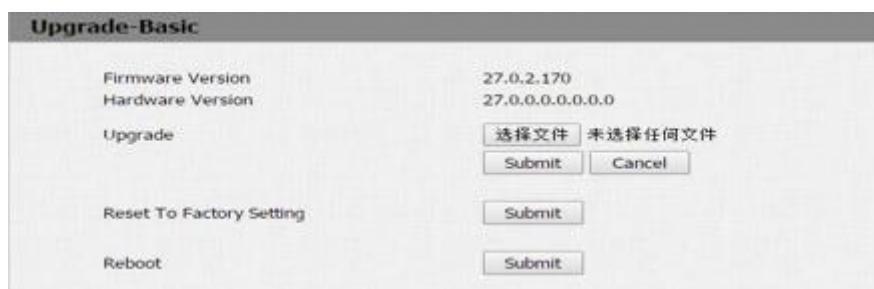 Upgrade-Basic
Firmware Version 27.0.2.170
Hardware Version 27.0.0.0.0.0.0.0
Upgrade 选择文件 未选择任何文件
Submit Cancel
Reset To Factory Setting Submit
Reboot Submit